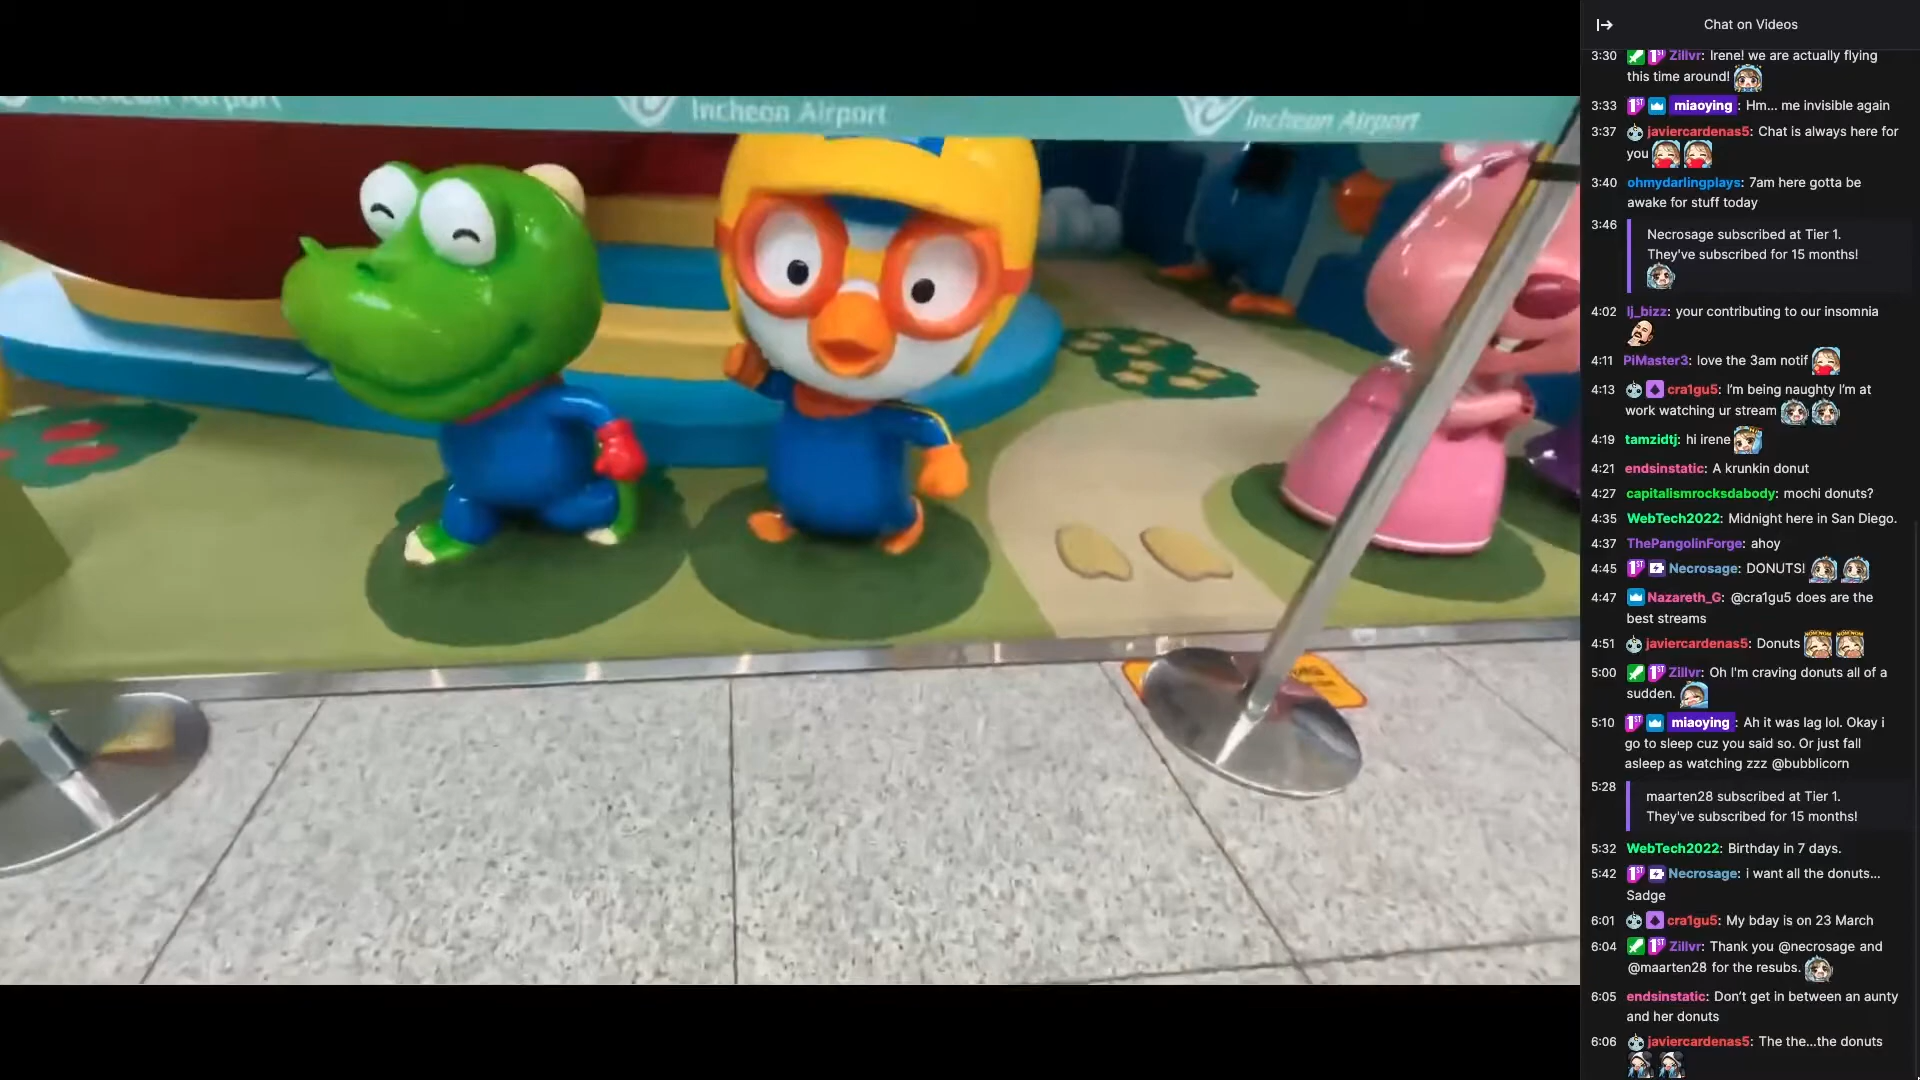 Chat on Videos
Incheon Airport
Incheon Airport
Incheon Airport
3:30 Zillvr: Irene! we are actually flying
this time around!
3:33 miaoying : Hm... me invisible again
3:37 javiercardenas5: Chat is always here for
you
3:40 ohmydarlingplays: 7am here gotta be
awake for stuff today
3:46 Necrosage subscribed at Tier 1.
They've subscribed for 15 months!
4:02 lj_bizz: your contributing to our insomnia
4:11 PiMaster3: love the 3am notif
4:13 cra1gu5: I'm being naughty I'm at
work watching ur stream
4:19 tamzidtj: hi irene
4:21 endsinstatic: A krunkin donut
4:27 capitalismrocksdabody: mochi donuts?
4:35 WebTech2022: Midnight here in San Diego.
4:37 ThePangolinForge: ahoy
4:45 Necrosage: DONUTS!
4:47 Nazareth_G: @cra1gu5 does are the
best streams
4:51 javiercardenas5: Donuts
5:00 Zillvr: Oh I'm craving donuts all of a
sudden.
5:10 miaoying : Ah it was lag lol. Okay i
go to sleep cuz you said so. Or just fall
asleep as watching zzz @bubblicorn
5:28 maarten28 subscribed at Tier 1.
They've subscribed for 15 months!
5:32 WebTech2022: Birthday in 7 days.
5:42 Necrosage: i want all the donuts...
Sadge
6:01 cra1gu5: My bday is on 23 March
6:04 Zillvr: Thank you @necrosage and
@maarten28 for the resubs.
6:05 endsinstatic: Don't get in between an aunty
and her donuts
6:06 javiercardenas5: The the...the donuts